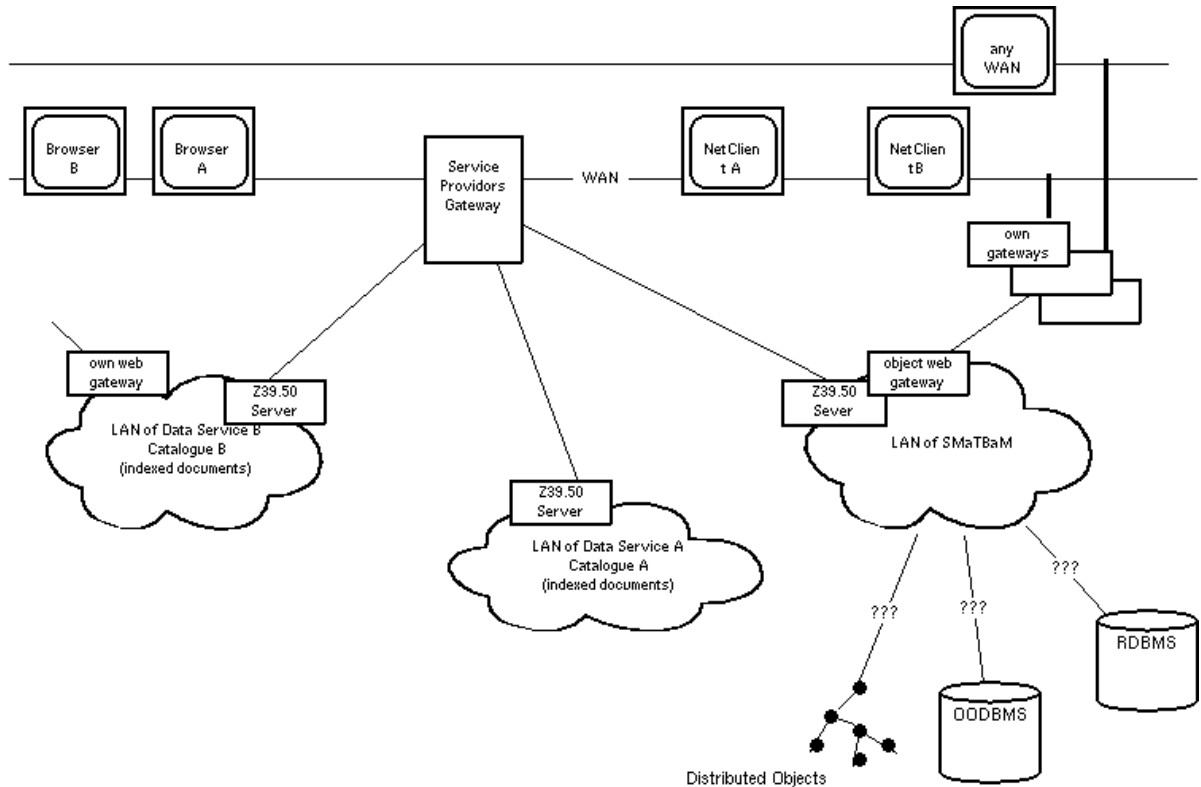 any
WAN
Browser
B
Browser
A
Service
Providors
Gateway
WAN
NetClien
t A
NetClien
tB
own
gateways
own web
gateway
Z39.50
Server
LAN of Data Service B
Catalogue B
(indexed documents)
object web
gateway
Z39.50
Sever
LAN of SMaTBaM
Z39.50
Server
LAN of Data Service A
Catalogue A
(indexed documents)
???
???
???
RDBMS
OODBMS
Distributed Objects